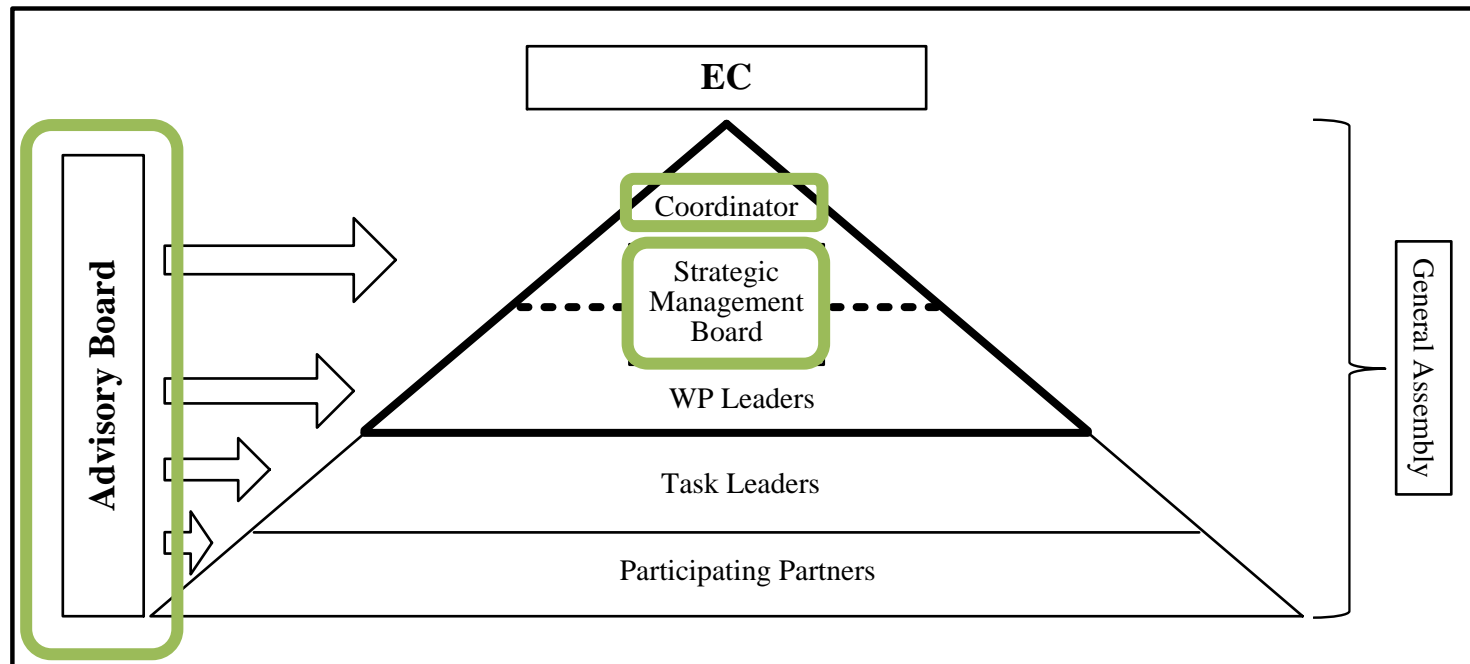 EC
Coordinator
Strategic
Management
Board
WP Leaders
Task Leaders
Participating Partners
Advisory Board
General Assembly